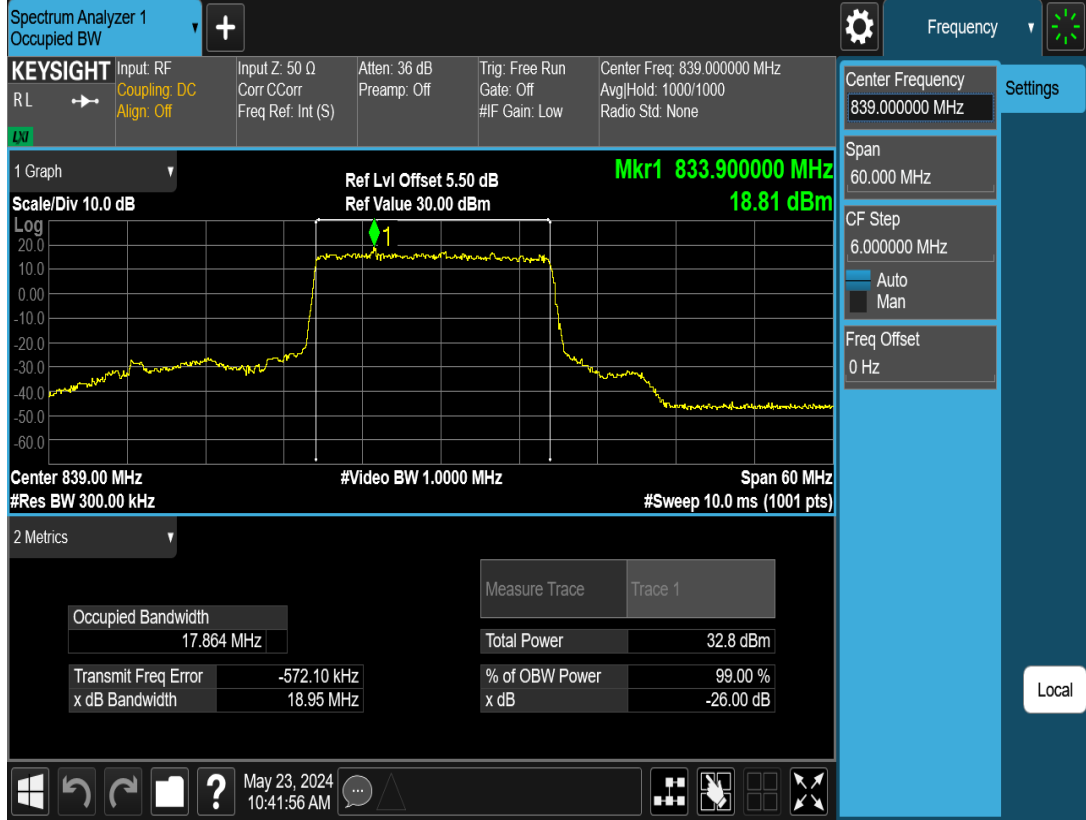 Spectrum Analyzer 1
Occupied BW
+
Frequency
KEYSIGHT
RL
LXI
Input: RF
Coupling: DC
Align: Off
Input Z: 50 Ω
Corr CCorr
Freq Ref: Int (S)
Atten: 36 dB
Preamp: Off
Trig: Free Run
Gate: Off
#IF Gain: Low
Center Freq: 839.000000 MHz
Avg|Hold: 1000/1000
Radio Std: None
Center Frequency
839.000000 MHz
Settings
Span
60.000 MHz
CF Step
6.000000 MHz
Auto
Man
Freq Offset
0 Hz
Local
1 Graph
Scale/Div 10.0 dB
Ref Lvl Offset 5.50 dB
Ref Value 30.00 dBm
Mkr1 833.900000 MHz
18.81 dBm
Log
20.0
10.0
0.00
-10.0
-20.0
-30.0
-40.0
-50.0
-60.0
1
Center 839.00 MHz
#Video BW 1.0000 MHz
Span 60 MHz
#Res BW 300.00 kHz
#Sweep 10.0 ms (1001 pts)
2 Metrics
Measure Trace
Trace 1
Occupied Bandwidth
17.864 MHz
Total Power
32.8 dBm
Transmit Freq Error
-572.10 kHz
% of OBW Power
99.00 %
x dB Bandwidth
18.95 MHz
x dB
-26.00 dB
?
May 23, 2024
10:41:56 AM